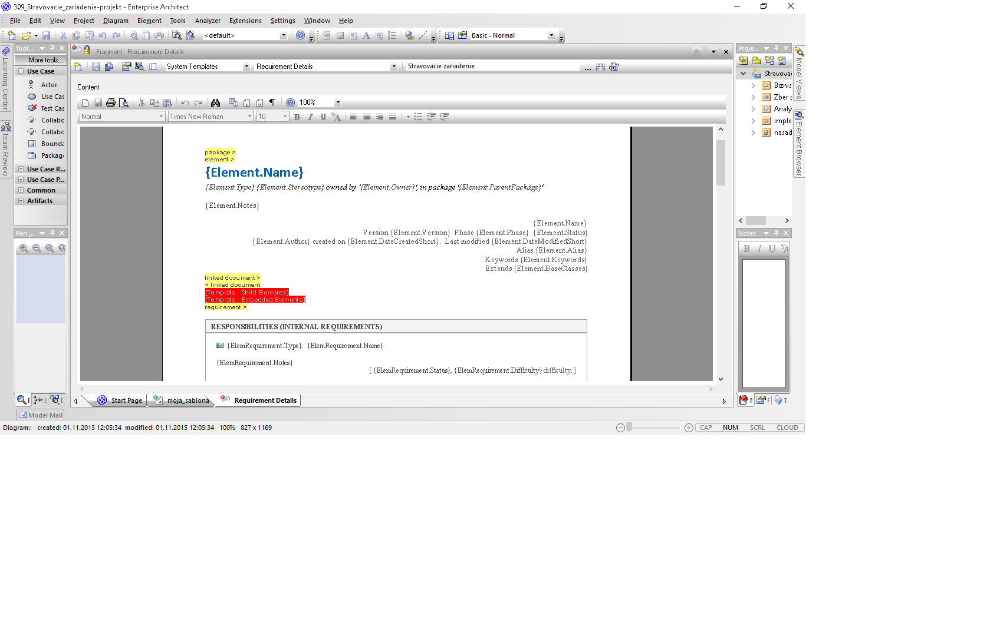 309_Stravovacie_zariadenie-projekt - Enterprise Architect
File Edit View Project Diagram Element Tools Analyzer Extensions Settings Window Help
<default>
Basic - Normal
Tool...
More tools...
Use Case
Actor
Use Cas
Test Cas
Collabo
Collabo
Bounda
Package
Use Case R...
Use Case P...
Common
Artifacts
Learning Center
Team Review
Pan ...
Model Mail
Fragment : Requirement Details
System Templates
Requirement Details
Stravovacie zariadenie
...
Content
100%
Normal
Times New Roman
10
B I U A
package >
element >
{Element.Name}
{Element.Type} {Element.Stereotype} owned by '{Element.Owner}', in package '{Element.ParentPackage}'
{Element.Notes}
{Element.Name}
Version {Element.Version} Phase {Element.Phase} {Element.Status}
{Element.Author} created on {Element.DateCreatedShort}. Last modified {Element.DateModifiedShort}
Alias {Element.Alias}
Keywords {Element.Keywords}
Extends {Element.BaseClasses}
linked document >
< linked document
{Template - Child Elements}
{Template - Embedded Elements}
requirement >
RESPONSIBILITIES (INTERNAL REQUIREMENTS)
{ElemRequirement.Type}. {ElemRequirement.Name}
{ElemRequirement.Notes}
[ {ElemRequirement.Status}, {ElemRequirement.Difficulty} difficulty. ]
Start Page
moja_sablona
Requirement Details
Proje...
Stravova
Biznis
Zber p
Analý
imple
nasad
Model Views
Element Browser
Notes
B I U A
Diagram:: created: 01.11.2015 12:05:34 modified: 01.11.2015 12:05:34 100% 827 x 1169
CAP NUM SCRL CLOUD